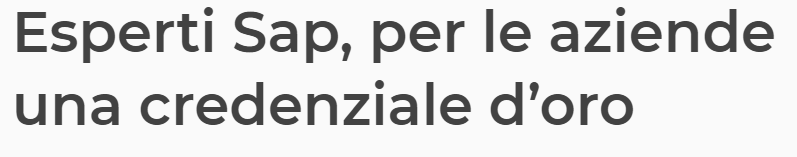 Esperti Sap, per le aziende
una credenziale d’oro